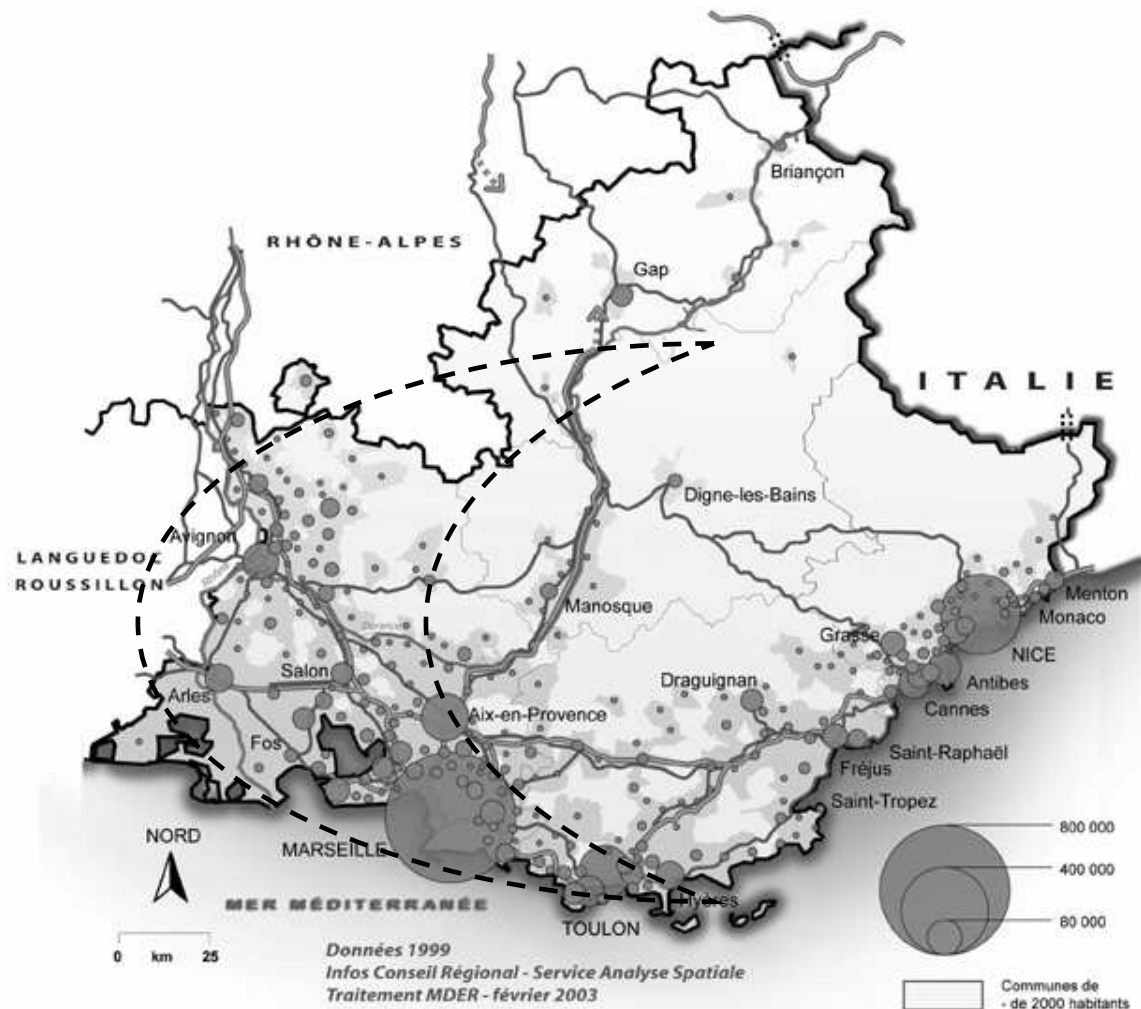 Briançon
RHÔNE-ALPES
Gap
ITALIE
Digne-les-Bains
Avignon
LANGUEDOC
ROUSSILLON
Manosque
Menton
Monaco
Grasse
NICE
Durance
Salon
Arles
Draguignan
Antibes
Cannes
Aix-en-Provence
Fos
Saint-Raphaël
Fréjus
Saint-Tropez
NORD
MARSEILLE
800 000
400 000
80 000
Hyères
MER MÉDITERRANÉE
TOULON
0 km 25
Données 1999
Infos Conseil Régional - Service Analyse Spatiale
Traitement MDER - février 2003
Communes de
- de 2000 habitants